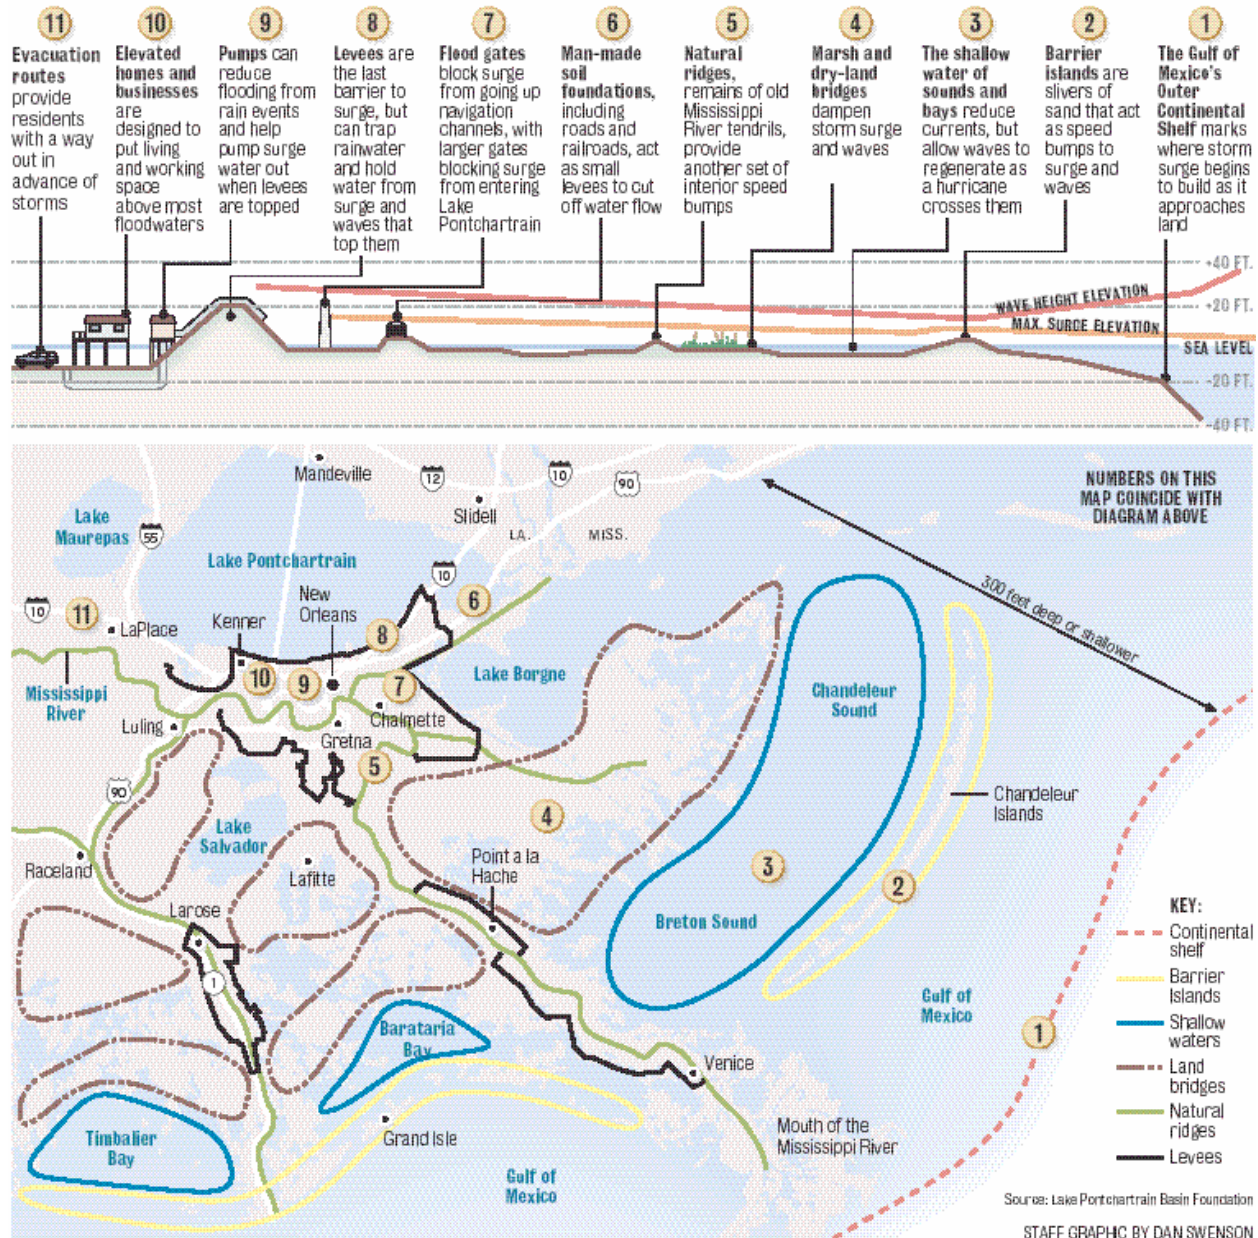 11
Evacuation
routes
provide
residents
with a way
out in
advance of
storms
10
Elevated
homes and
businesses
are
designed to
put living
and working
space
above most
floodwaters
9
Pumps can
reduce
flooding from
rain events
and help
pump surge
water out
when levees
are topped
8
Levees are
the last
barrier to
surge, but
can trap
rainwater
and hold
water from
surge and
waves that
top them
7
Flood gates
block surge
from going up
navigation
channels, with
larger gates
blocking surge
from entering
Lake
Pontchartrain
6
Man-made
soil
foundations,
including
roads and
railroads, act
as small
levees to cut
off water flow
5
Natural
ridges,
remains of old
Mississippi
River tendrils,
provide
another set of
interior speed
bumps
4
Marsh and
dry-land
bridges
dampen
storm surge
and waves
3
The shallow
water of
sounds and
bays reduce
currents, but
allow waves to
regenerate as
a hurricane
crosses them
2
Barrier
islands are
slivers of
sand that act
as speed
bumps to
surge and
waves
1
The Gulf of
Mexico's
Outer
Continental
Shelf marks
where storm
surge begins
to build as it
approaches
land
+40 FT.
WAVE HEIGHT ELEVATION
+20 FT.
MAX. SURGE ELEVATION
SEA LEVEL
-20 FT.
-40 FT.
NUMBERS ON THIS
MAP COINCIDE WITH
DIAGRAM ABOVE
Mandeville
12
10
90
Slidell
LA.
MISS.
Lake
Maurepas
55
Lake Pontchartrain
10
300 feet deep or shallower
10
11
LaPlace
Kenner
New
Orleans
6
8
Mississippi
River
10
9
7
Lake Borgne
Chandeleur
Sound
Luling
Chalmette
Gretna
5
90
Chandeleur
Islands
4
Lake
Salvador
Raceland
Lafitte
Point a la
Hache
3
2
Larose
Breton Sound
1
Gulf of
Mexico
1
Barataria
Bay
Venice
Timbalier
Bay
Grand Isle
Mouth of the
Mississippi River
Gulf of
Mexico
KEY:
Continental
shelf
Barrier
Islands
Shallow
waters
Land
bridges
Natural
ridges
Levees
Source: Lake Pontchartrain Basin Foundation
STAFF GRAPHIC BY DAN SWENSON